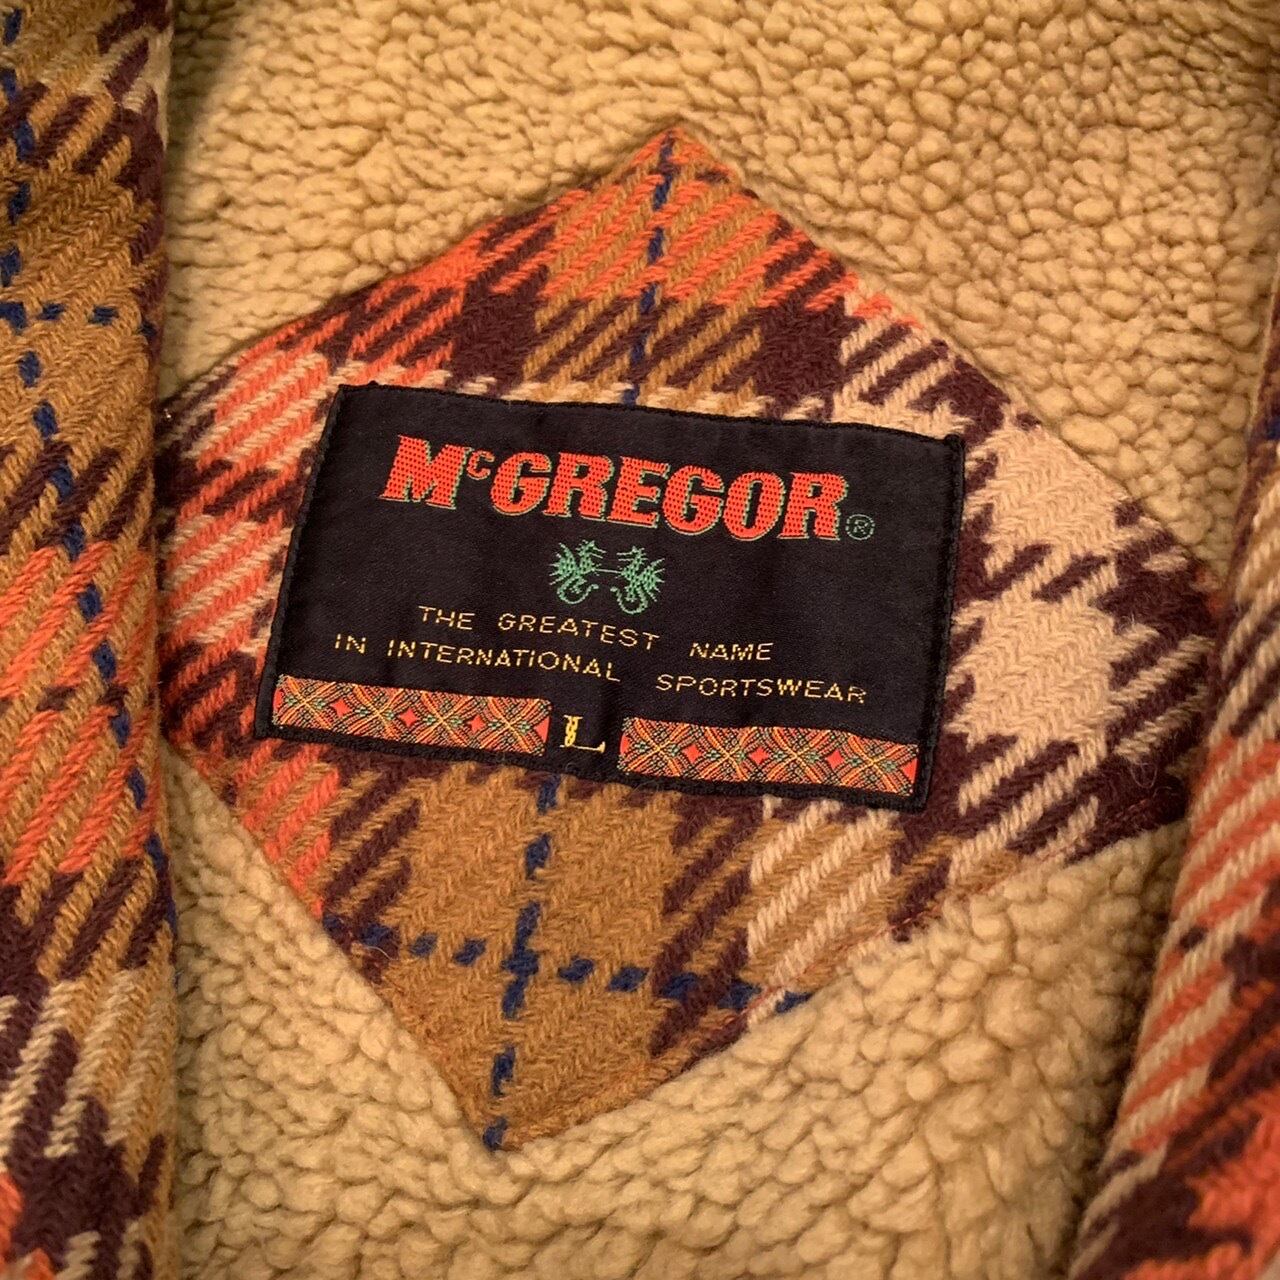 McGREGOR®
THE GREATEST NAME
IN INTERNATIONAL SPORTSWEAR
L